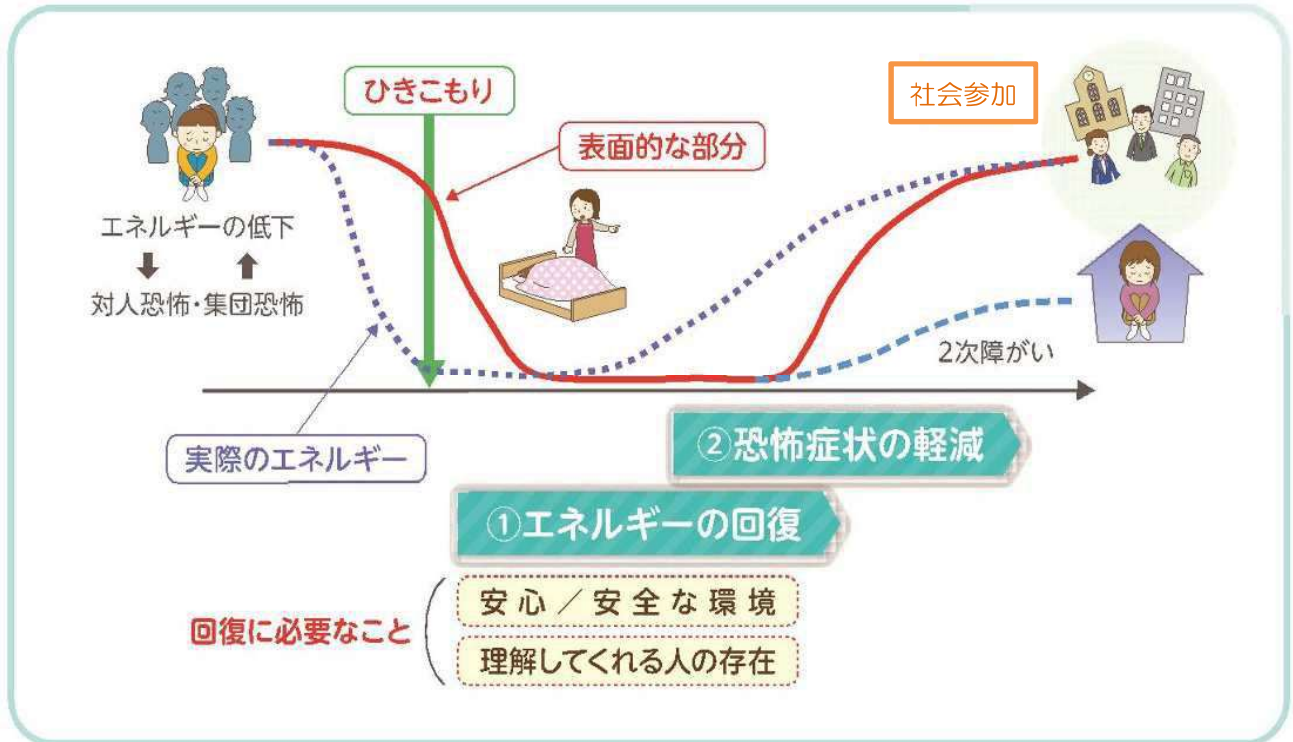 ひきこもり
社会参加
表面的な部分
エネルギーの低下
対人恐怖・集団恐怖
2次障がい
実際のエネルギー
②恐怖症状の軽減
①エネルギーの回復
回復に必要なこと
安心／安全な環境
理解してくれる人の存在